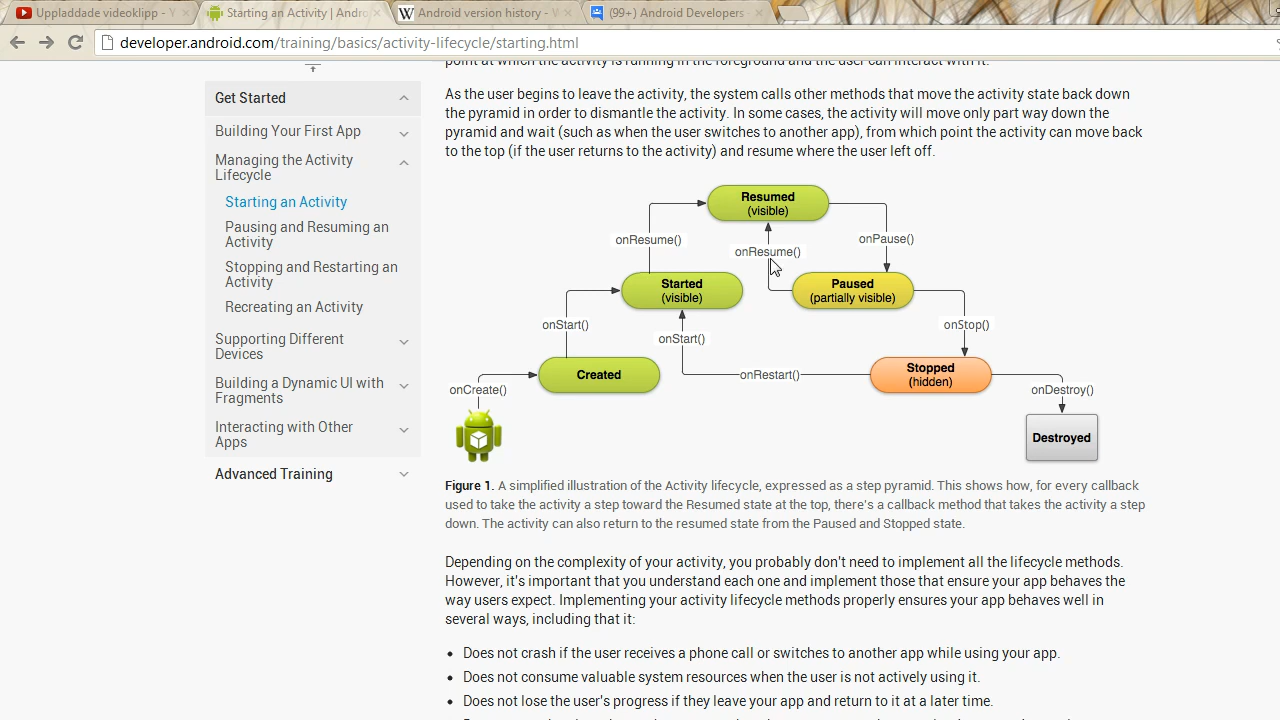 Uppladdade videoklipp - Y
Starting an Activity | Andro
Android version history - W
(99+) Android Developers
developer.android.com/training/basics/activity-lifecycle/starting.html
point at which the activity is running in the foreground and the user can interact with it.
Get Started
Building Your First App
Managing the Activity
Lifecycle
Starting an Activity
Pausing and Resuming an
Activity
Stopping and Restarting an
Activity
Recreating an Activity
Supporting Different
Devices
Building a Dynamic UI with
Fragments
Interacting with Other
Apps
Advanced Training
As the user begins to leave the activity, the system calls other methods that move the activity state back down
the pyramid in order to dismantle the activity. In some cases, the activity will move only part way down the
pyramid and wait (such as when the user switches to another app), from which point the activity can move back
to the top (if the user returns to the activity) and resume where the user left off.
Resumed
(visible)
onResume()
onResume()
onPause()
Started
(visible)
Paused
(partially visible)
onStart()
onStart()
onStop()
Created
onRestart()
Stopped
(hidden)
onCreate()
onDestroy()
Destroyed
Figure 1. A simplified illustration of the Activity lifecycle, expressed as a step pyramid. This shows how, for every callback
used to take the activity a step toward the Resumed state at the top, there's a callback method that takes the activity a step
down. The activity can also return to the resumed state from the Paused and Stopped state.
Depending on the complexity of your activity, you probably don't need to implement all the lifecycle methods.
However, it's important that you understand each one and implement those that ensure your app behaves the
way users expect. Implementing your activity lifecycle methods properly ensures your app behaves well in
several ways, including that it:
• Does not crash if the user receives a phone call or switches to another app while using your app.
• Does not consume valuable system resources when the user is not actively using it.
• Does not lose the user's progress if they leave your app and return to it at a later time.